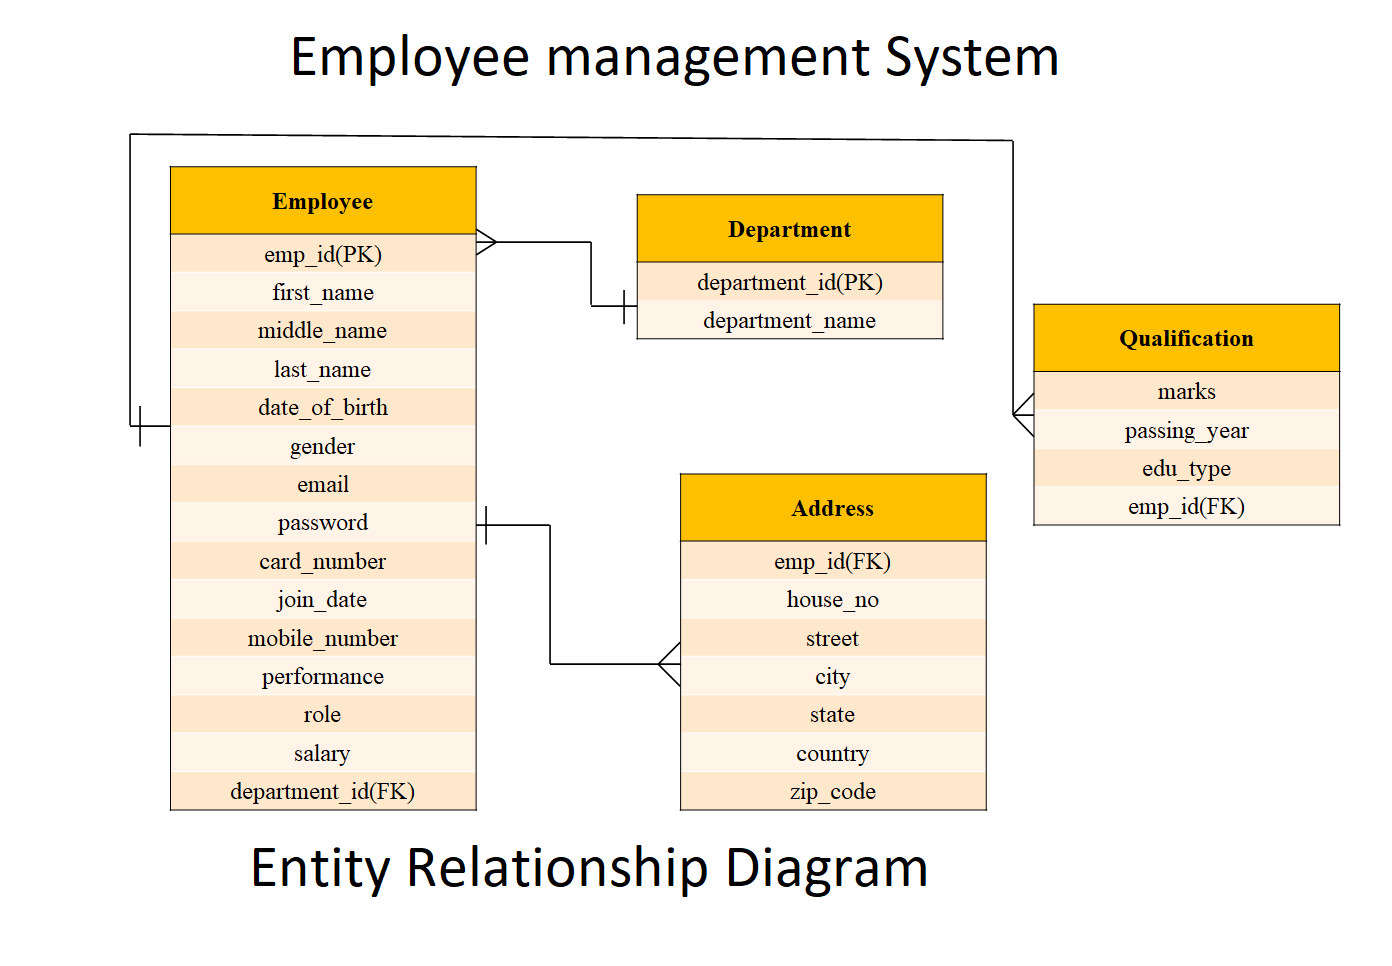 Employee management System
Employee
emp_id(PK)
first_name
middle_name
last_name
date_of_birth
gender
email
password
card_number
join_date
mobile_number
performance
role
salary
department_id(FK)
Department
department_id(PK)
department_name
Qualification
marks
passing_year
edu_type
emp_id(FK)
Address
emp_id(FK)
house_no
street
city
state
country
zip_code
Entity Relationship Diagram